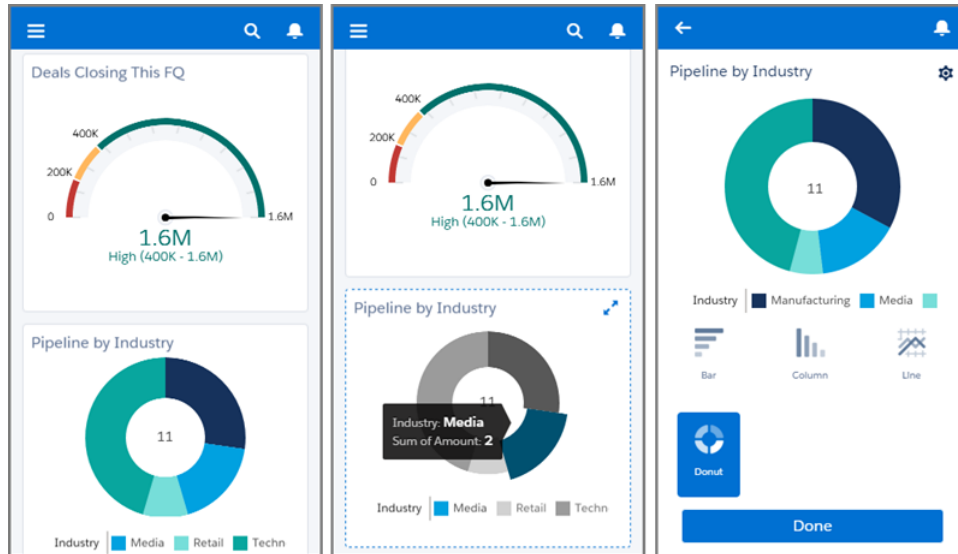 Deals Closing This FQ
400K
200K
0
1.6M
1.6M
High (400K - 1.6M)
Pipeline by Industry
11
Industry Media Retail Techn
400K
200K
0
1.6M
1.6M
High (400K - 1.6M)
Pipeline by Industry
11
Industry: Media
Sum of Amount: 2
Industry Media Retail Techn
Pipeline by Industry
11
Industry Manufacturing Media
Bar Column Line
Donut
Done